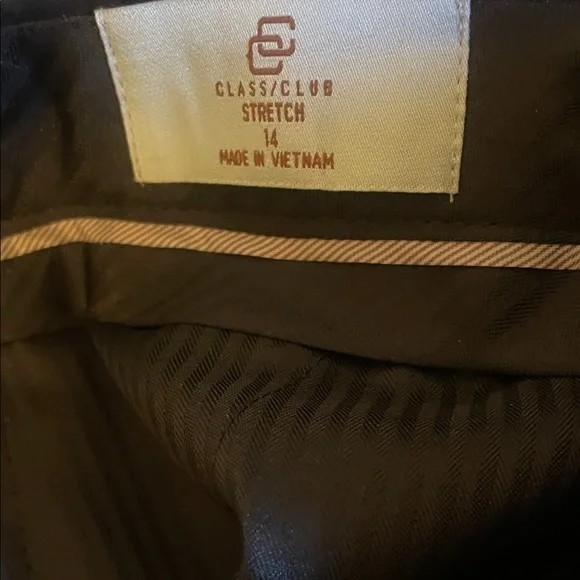 CLASS/CLUB
STRETCH
14
MADE IN VIETNAM